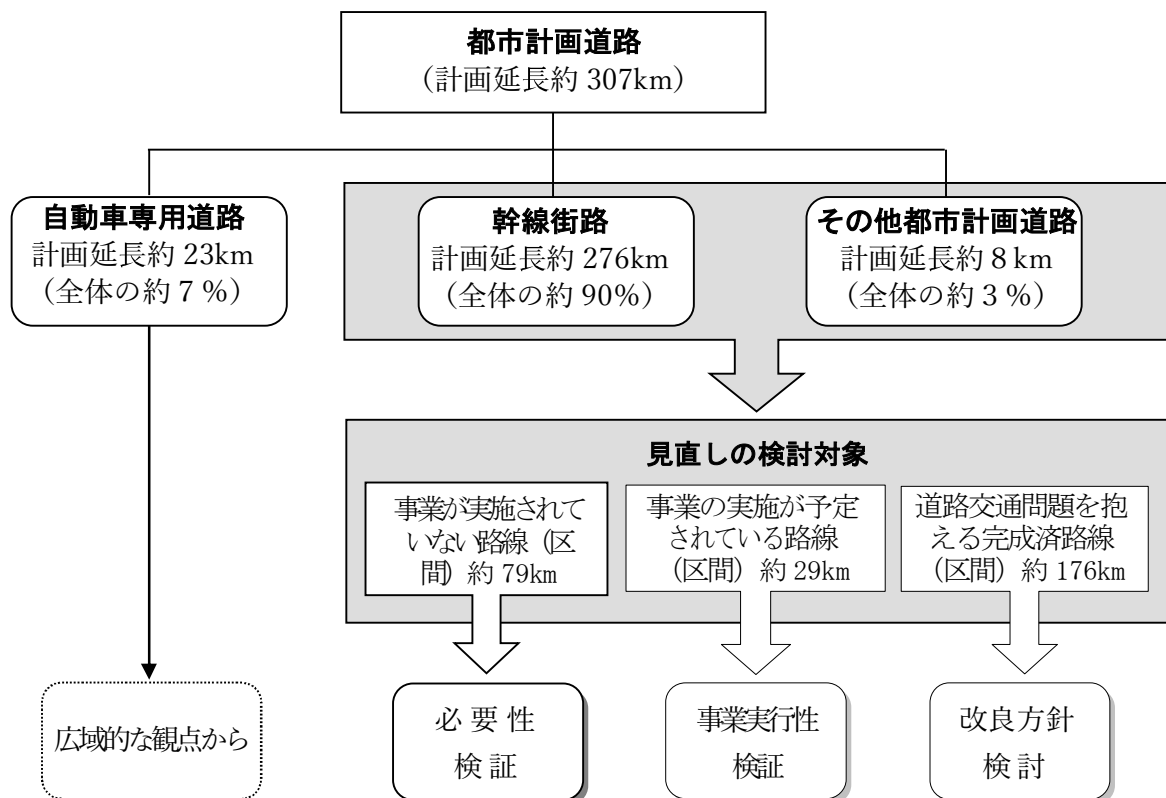 都市計画道路
（計画延長約 307km）
自動車専用道路
計画延長約 23km
（全体の約７%）
幹線街路
計画延長約 276km
（全体の約 90%）
その他都市計画道路
計画延長約８km
（全体の約３%）
見直しの検討対象
事業が実施されて
いない路線（区
間）約 79km
事業の実施が予定
されている路線
（区間）約 29km
道路交通問題を抱
える完成済路線
（区間）約 176km
広域的な観点から
必 要 性
検 証
事業実行性
検証
改良方針
検 討